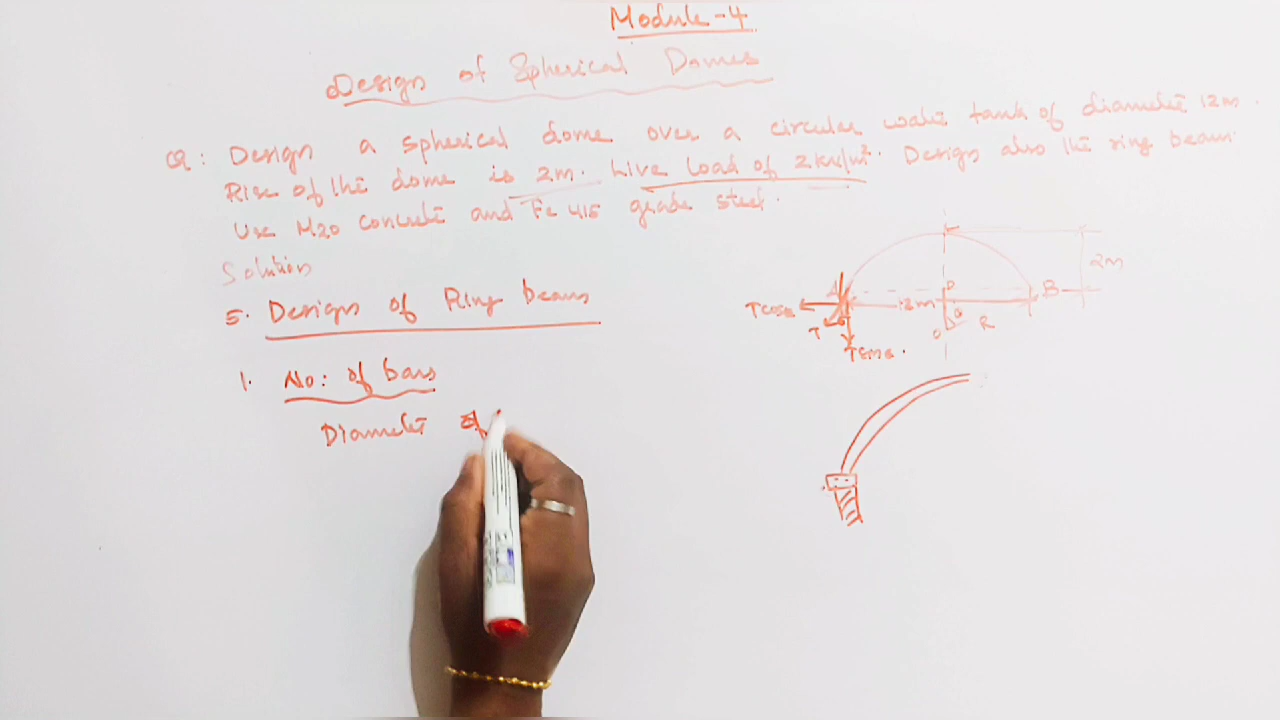 Module-4
Design of Spherical Domes
Q: Design a spherical dome over a circular water tank of diameter 12m.
Rise of the dome is 2m. Live load of 2kN/m². Design also the ring beam.
Use M20 concrete and Fe 415 grade steel.
Solution
5. Design of Ring beam
1. No: of bars
Diameter of
2m
A
12m
P
B
T cosθ
T
θ
θ
O
R
T sinθ.